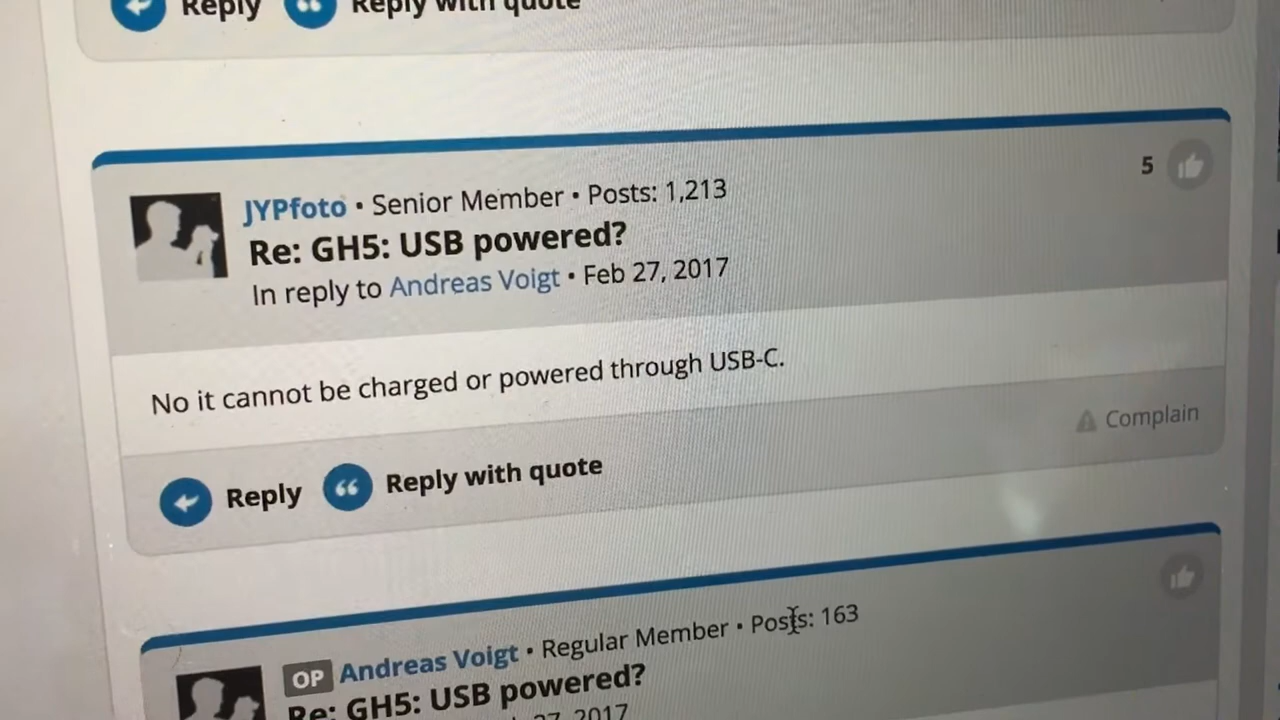 Reply Reply with quote
JYPfoto • Senior Member • Posts: 1,213
5
Re: GH5: USB powered?
In reply to Andreas Voigt • Feb 27, 2017
No it cannot be charged or powered through USB-C.
Complain
Reply Reply with quote
OP Andreas Voigt • Regular Member • Posts: 163
Re: GH5: USB powered?
27, 2017